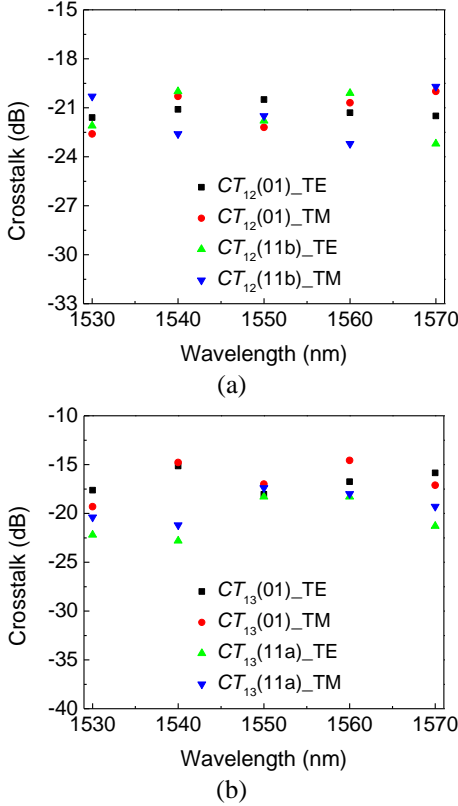 -15
-18
-21
-24
-27
-30
-33
Crosstalk (dB)
CT12(01)_TE
CT12(01)_TM
CT12(11b)_TE
CT12(11b)_TM
1530 1540 1550 1560 1570
Wavelength (nm)
(a)
-10
-15
-20
-25
-30
-35
-40
Crosstalk (dB)
CT13(01)_TE
CT13(01)_TM
CT13(11a)_TE
CT13(11a)_TM
1530 1540 1550 1560 1570
Wavelength (nm)
(b)